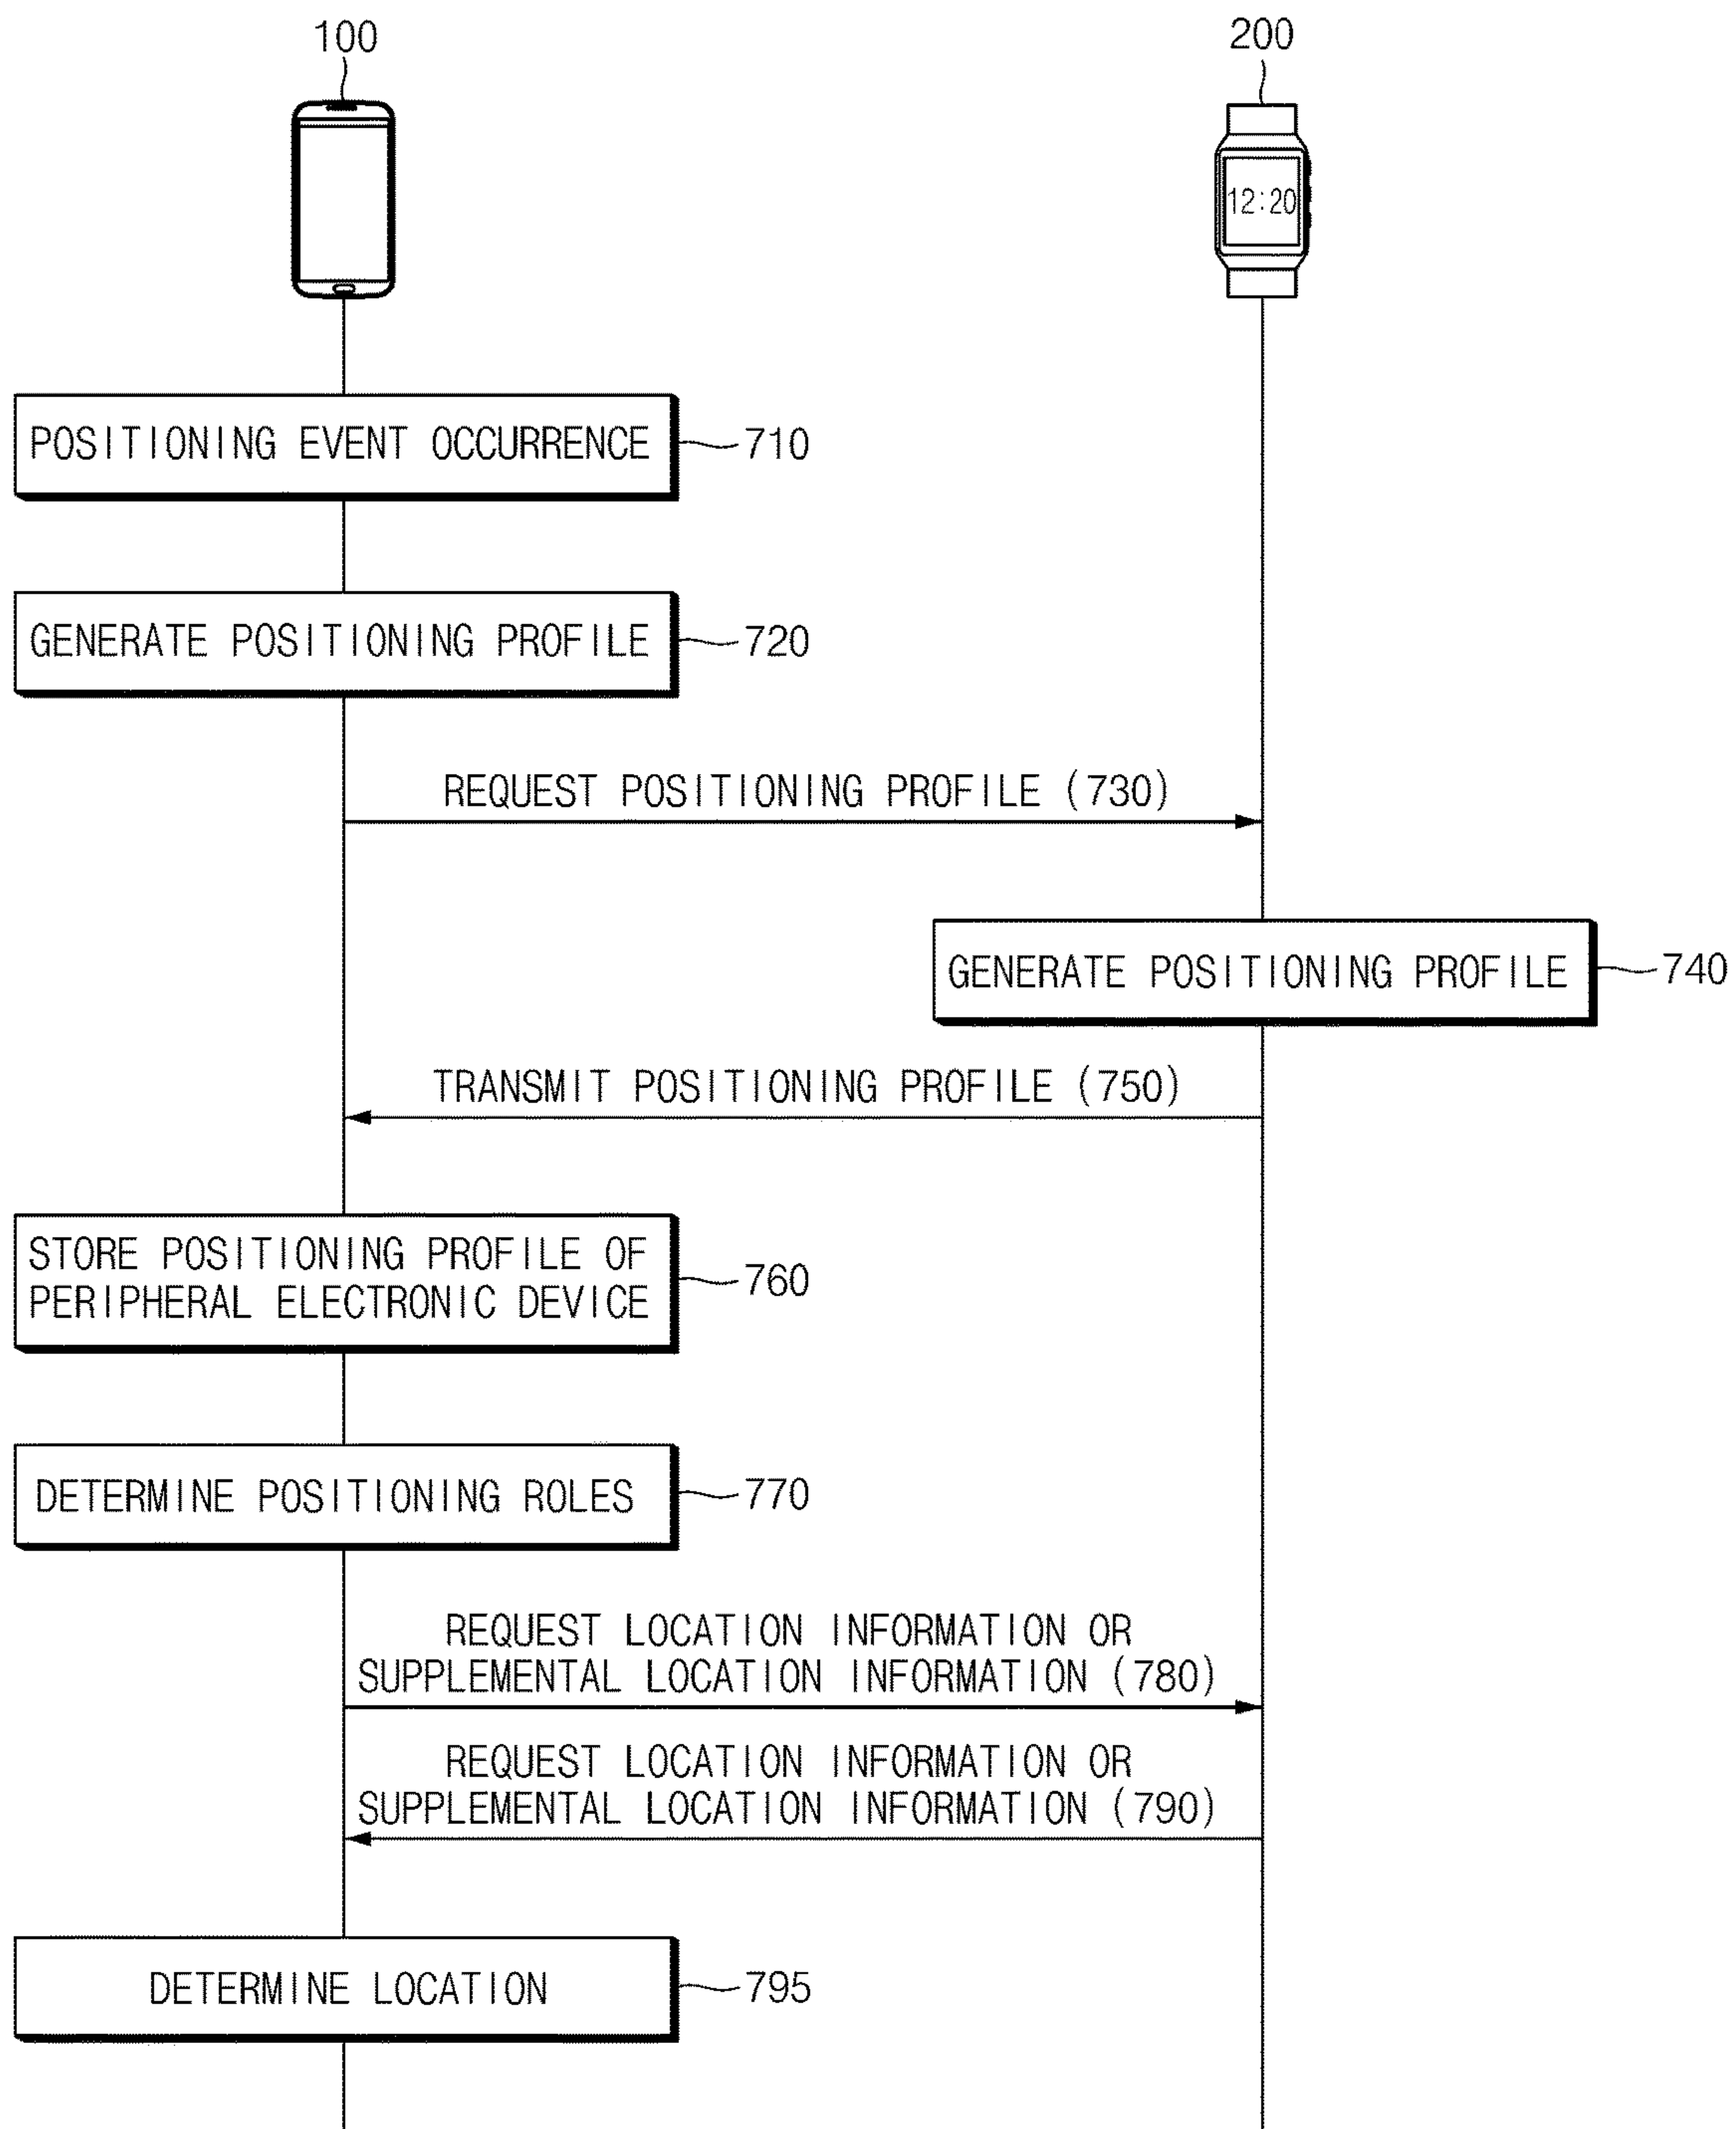 100
200
12:20
POSITIONING EVENT OCCURRENCE
710
GENERATE POSITIONING PROFILE
720
REQUEST POSITIONING PROFILE (730)
GENERATE POSITIONING PROFILE
740
TRANSMIT POSITIONING PROFILE (750)
STORE POSITIONING PROFILE OF
PERIPHERAL ELECTRONIC DEVICE
760
DETERMINE POSITIONING ROLES
770
REQUEST LOCATION INFORMATION OR
SUPPLEMENTAL LOCATION INFORMATION (780)
REQUEST LOCATION INFORMATION OR
SUPPLEMENTAL LOCATION INFORMATION (790)
DETERMINE LOCATION
795